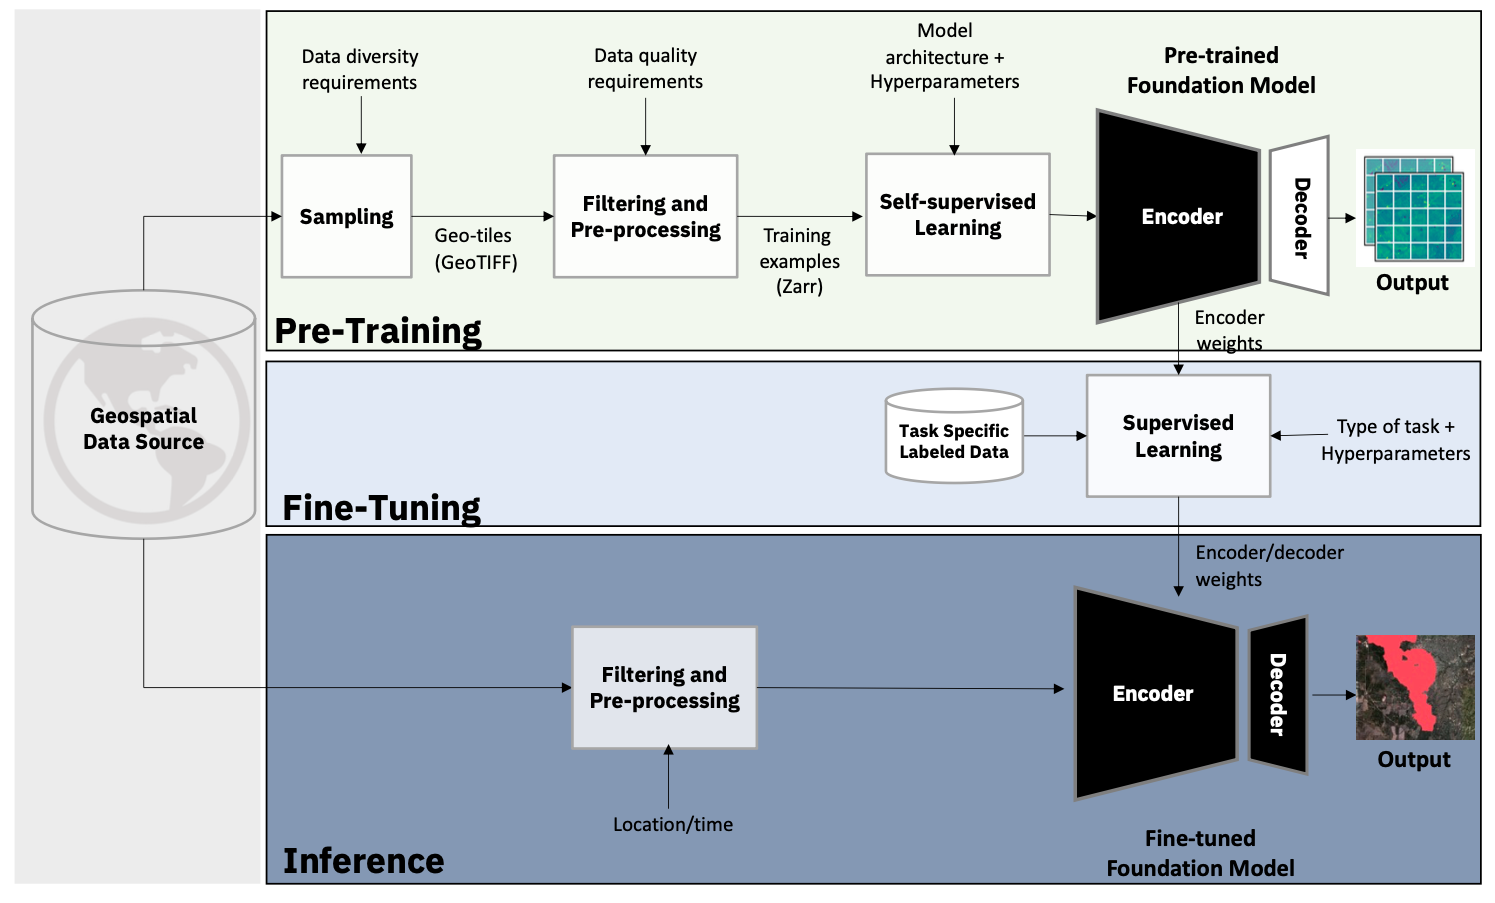 Data diversity
requirements
Data quality
requirements
Model
architecture +
Hyperparameters
Pre-trained
Foundation Model
Sampling
Geo-tiles
(GeoTIFF)
Filtering and
Pre-processing
Training
examples
(Zarr)
Self-supervised
Learning
Encoder
Decoder
Output
Pre-Training
Encoder
weights
Geospatial
Data Source
Task Specific
Labeled Data
Supervised
Learning
Type of task +
Hyperparameters
Fine-Tuning
Encoder/decoder
weights
Filtering and
Pre-processing
Location/time
Encoder
Decoder
Output
Fine-tuned
Foundation Model
Inference